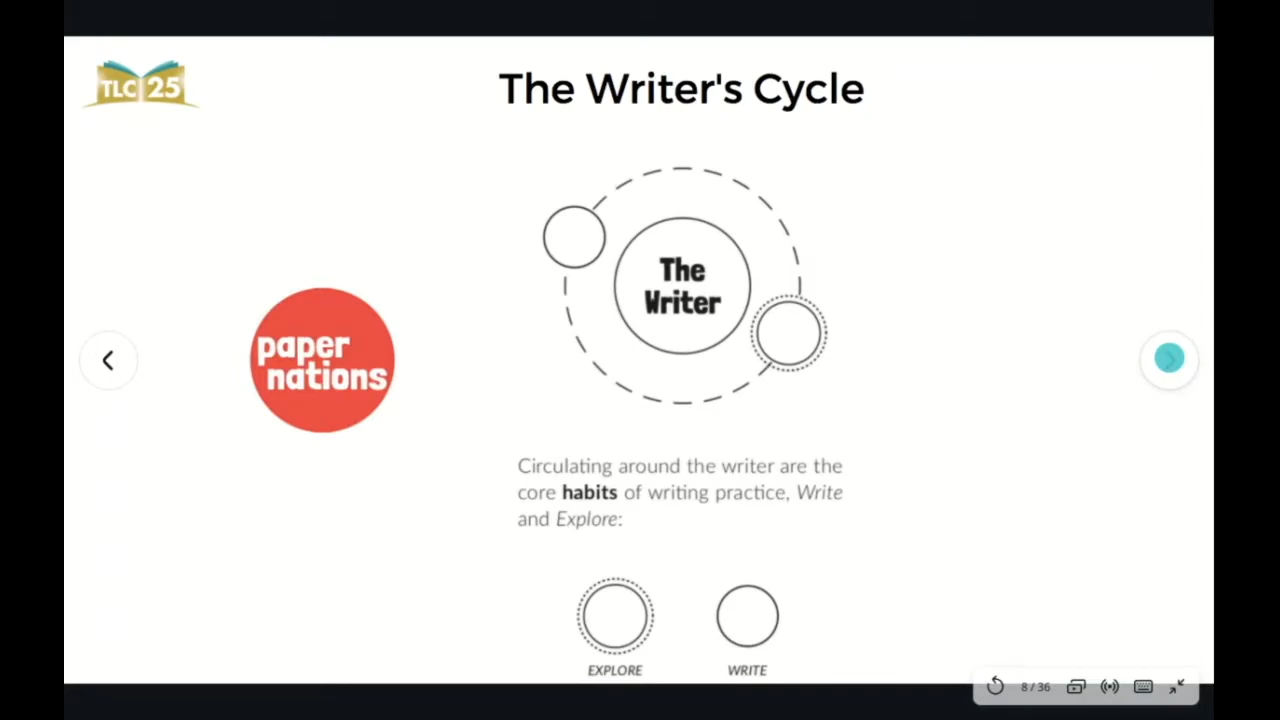 TLC 25
The Writer's Cycle
The
Writer
paper
nations
Circulating around the writer are the
core habits of writing practice, Write
and Explore:
EXPLORE
WRITE
8 / 36